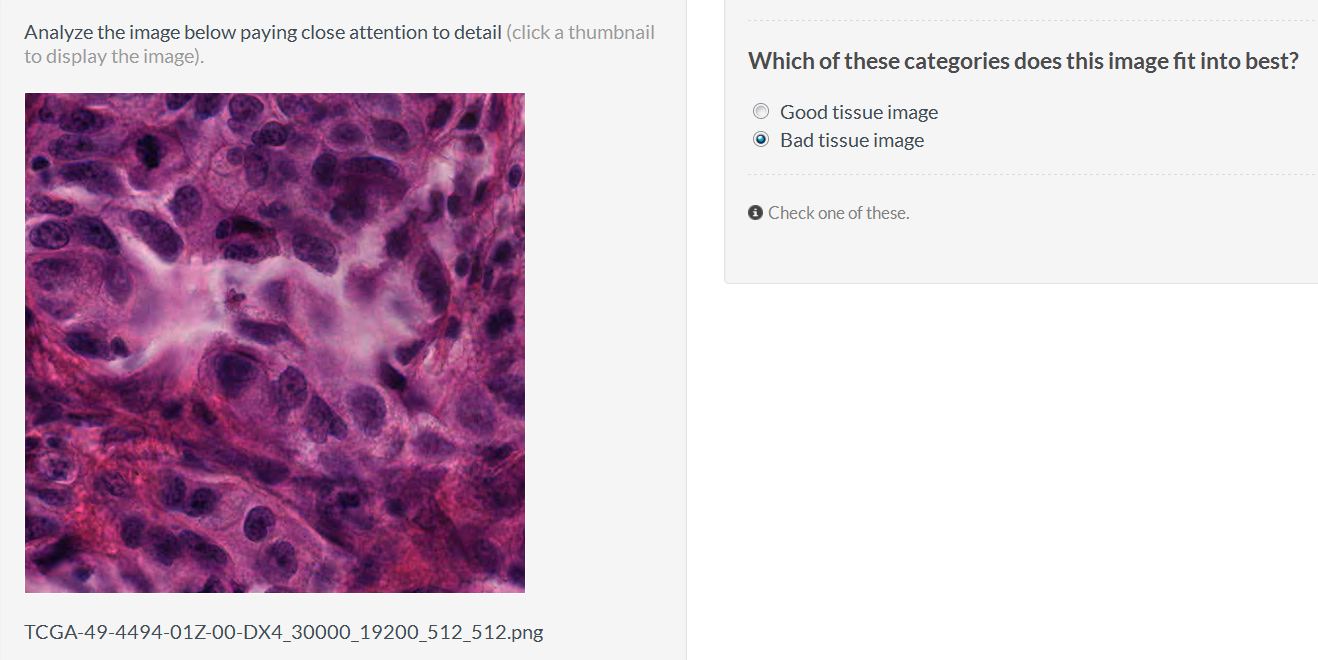 Analyze the image below paying close attention to detail (click a thumbnail
to display the image).
TCGA-49-4494-01Z-00-DX4_30000_19200_512_512.png
Which of these categories does this image fit into best?
Good tissue image
Bad tissue image
Check one of these.